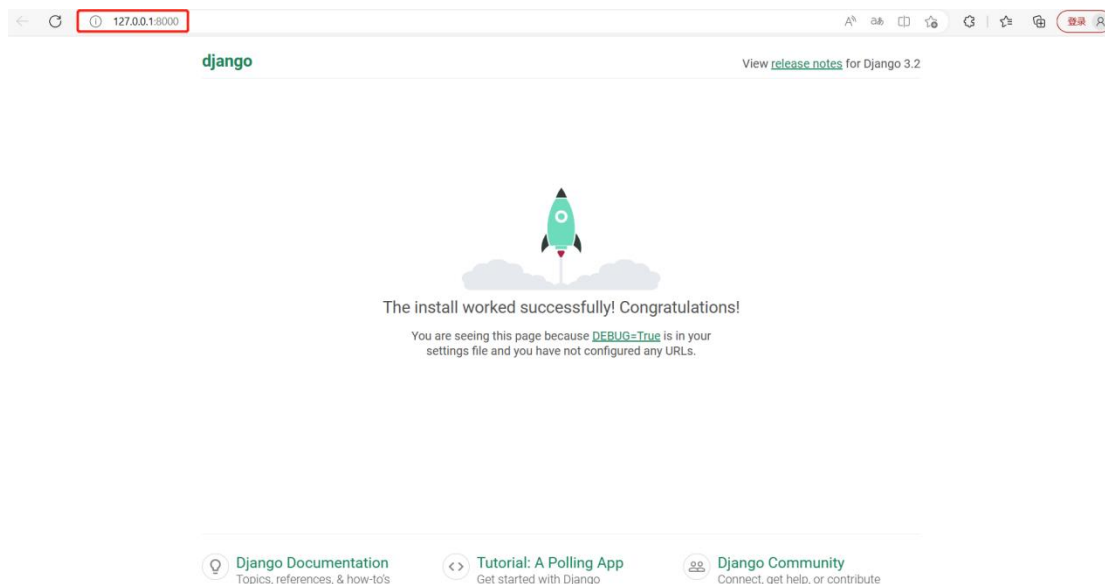 127.0.0.1:8000
登录
django
View release notes for Django 3.2
The install worked successfully! Congratulations!
You are seeing this page because DEBUG=True is in your
settings file and you have not configured any URLs.
Django Documentation
Topics, references, & how-to's
Tutorial: A Polling App
Get started with Django
Django Community
Connect, get help, or contribute